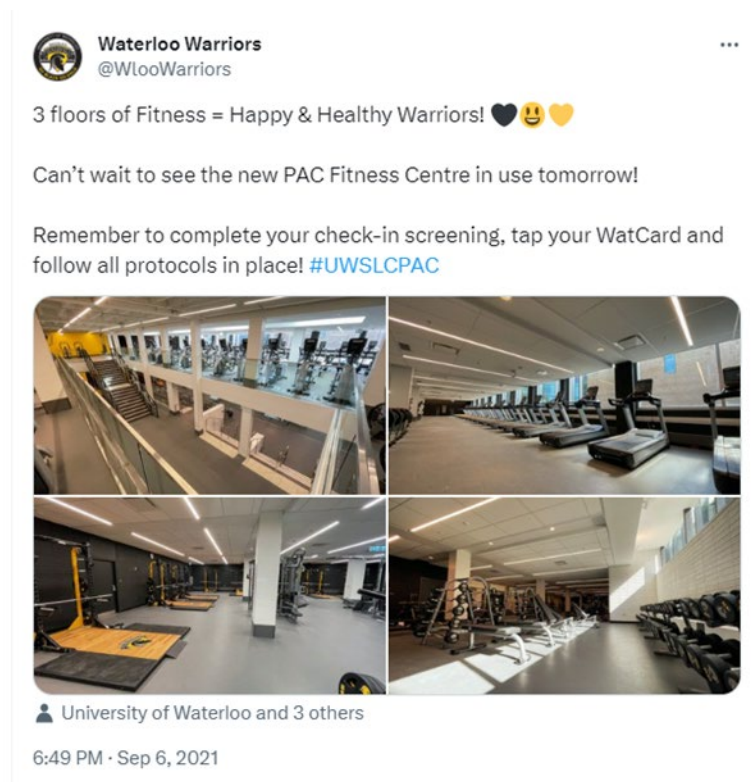 Waterloo Warriors
@WlooWarriors
3 floors of Fitness = Happy & Healthy Warriors! 🖤😃💛
Can’t wait to see the new PAC Fitness Centre in use tomorrow!
Remember to complete your check-in screening, tap your WatCard and
follow all protocols in place! #UWSLCPAC
University of Waterloo and 3 others
6:49 PM · Sep 6, 2021